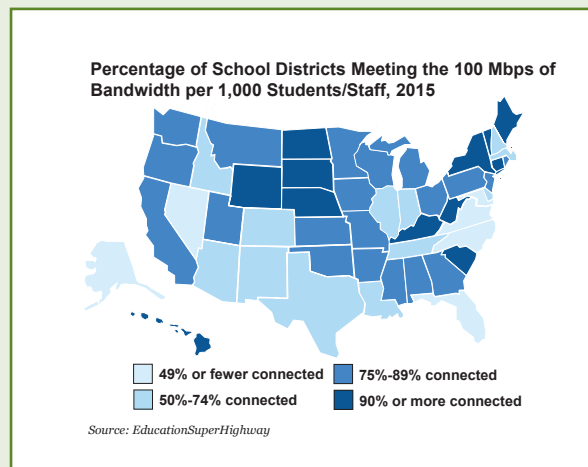 Percentage of School Districts Meeting the 100 Mbps of
Bandwidth per 1,000 Students/Staff, 2015
49% or fewer connected
75%-89% connected
50%-74% connected
90% or more connected
Source: EducationSuperHighway